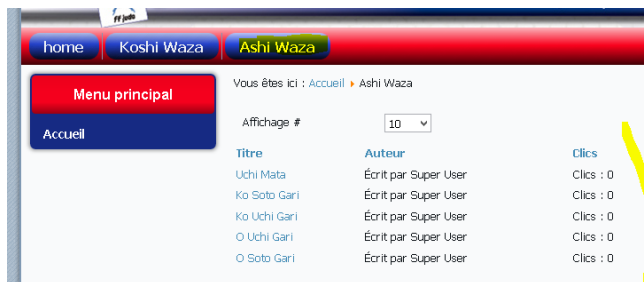 FF Judo
home Koshi Waza Ashi Waza
Menu principal
Accueil
Vous êtes ici : Accueil Ashi Waza
Affichage # 10
Titre Auteur Clics
Uchi Mata Écrit par Super User Clics : 0
Ko Soto Gari Écrit par Super User Clics : 0
Ko Uchi Gari Écrit par Super User Clics : 0
O Uchi Gari Écrit par Super User Clics : 0
O Soto Gari Écrit par Super User Clics : 0